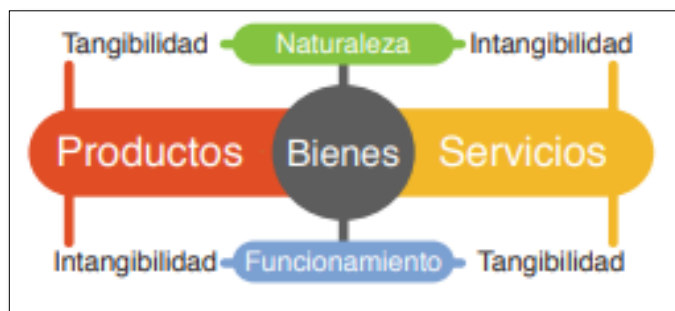 Tangibilidad Naturaleza Intangibilidad
Productos Bienes Servicios
Intangibilidad Funcionamiento Tangibilidad